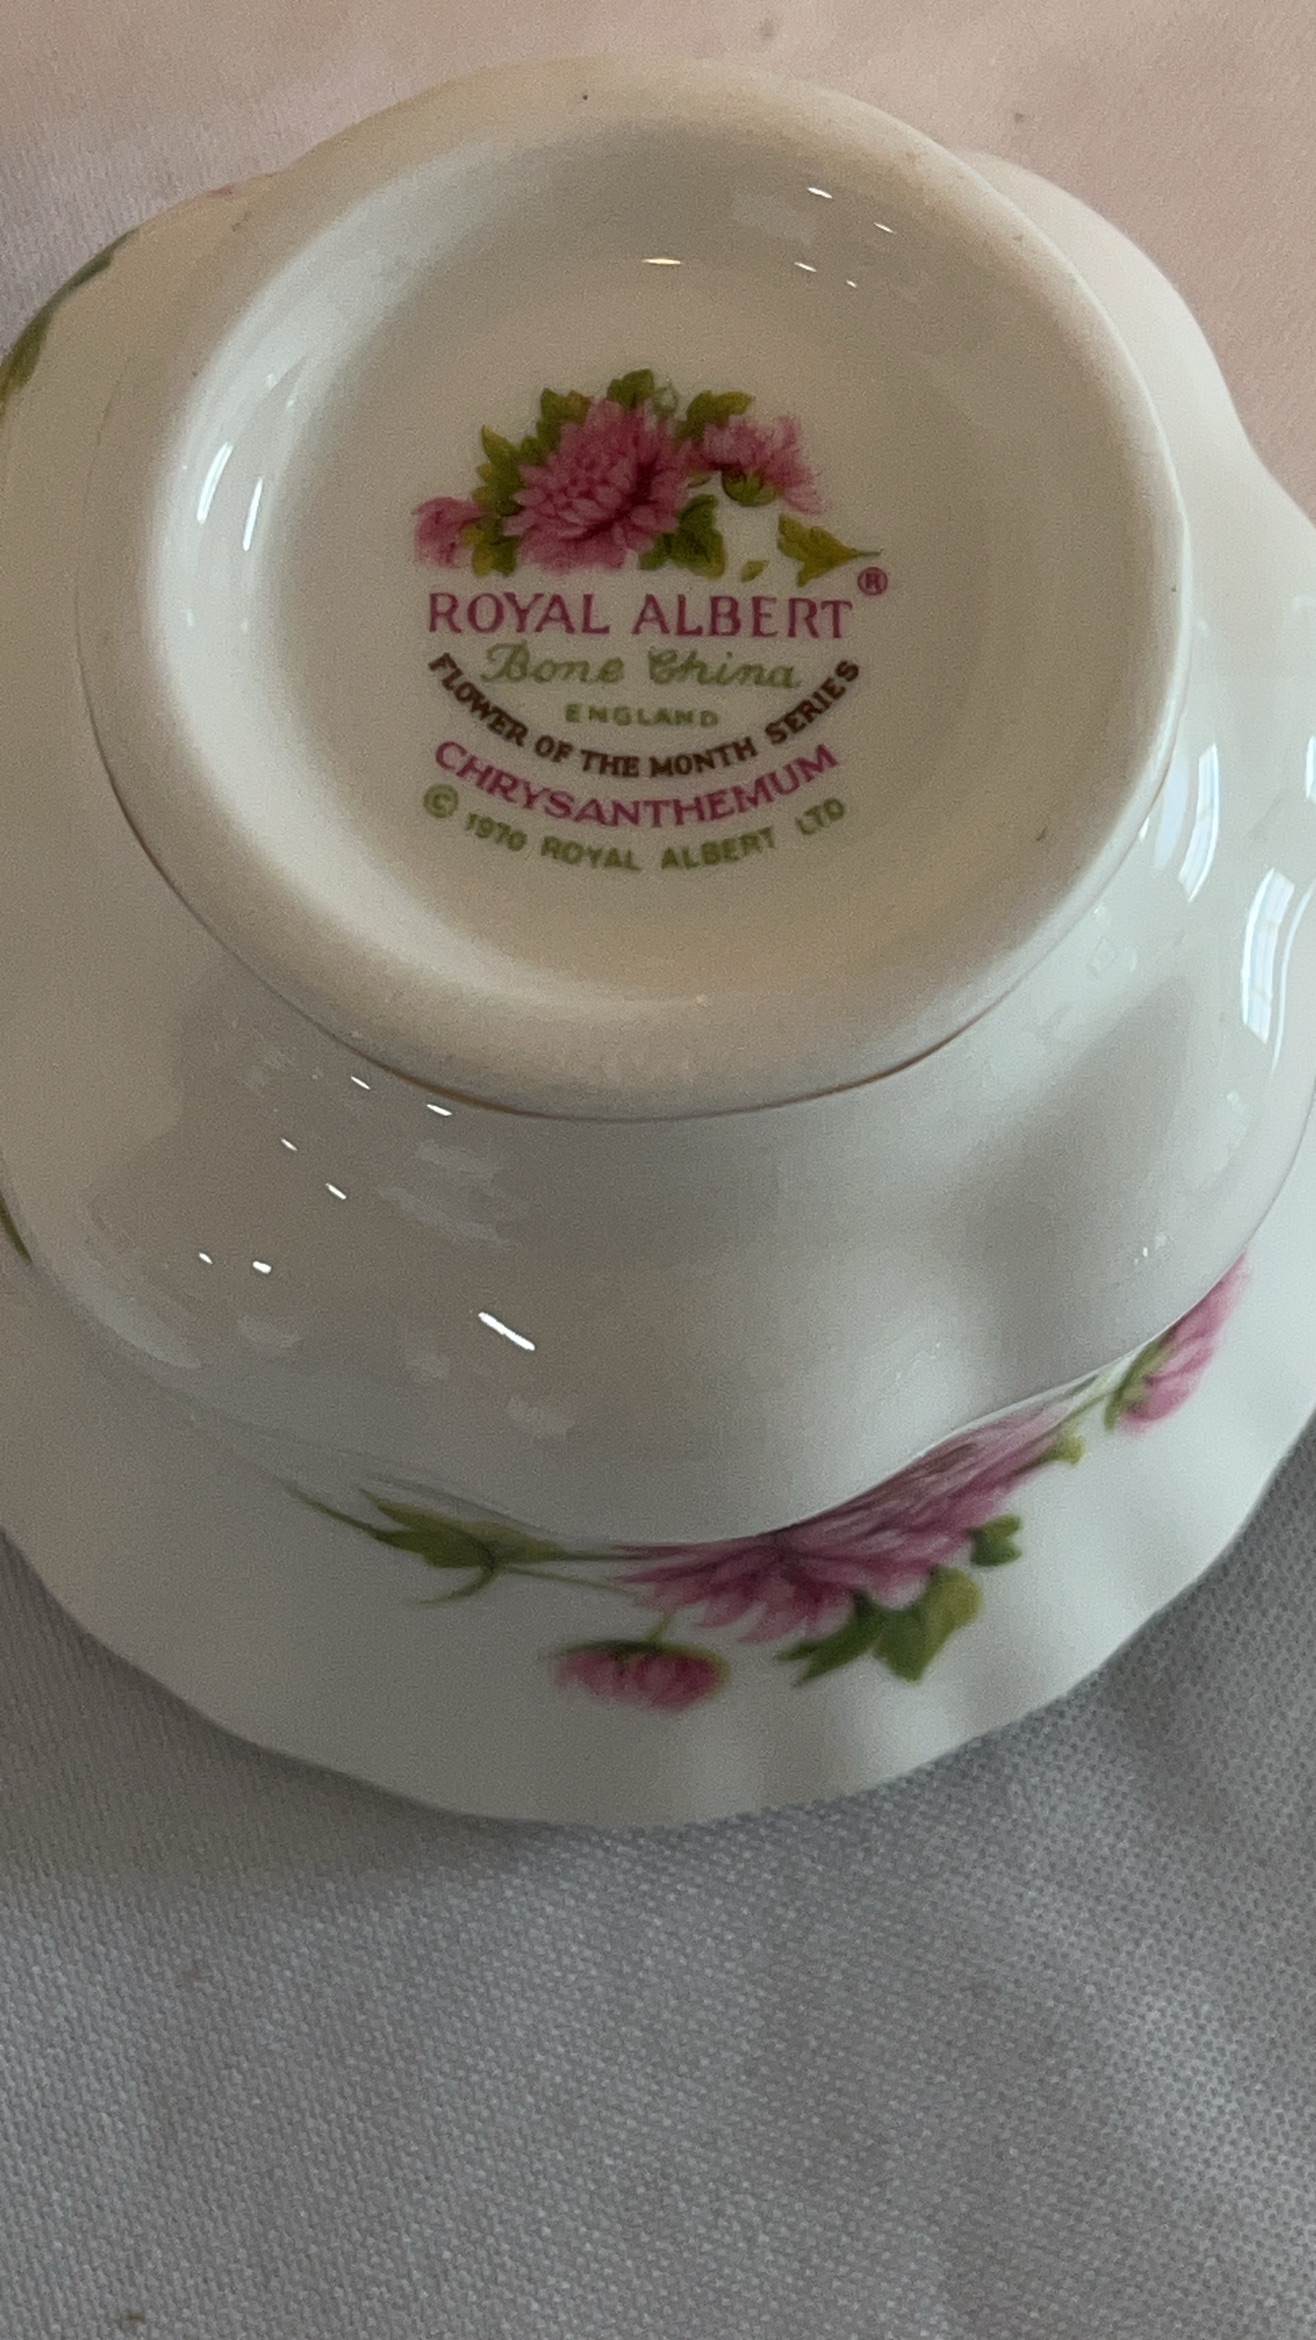 ROYAL ALBERT®
Bone China
ENGLAND
FLOWER OF THE MONTH SERIES
CHRYSANTHEMUM
© 1970 ROYAL ALBERT LTD